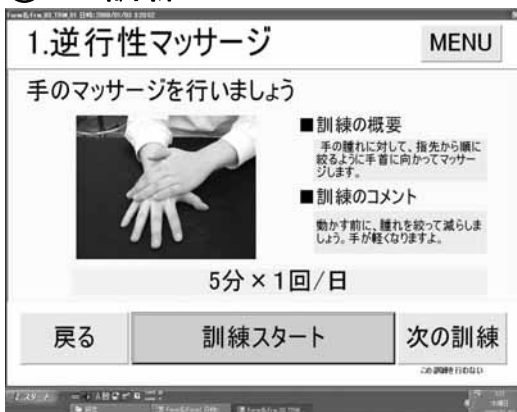 1.逆行性マッサージ
MENU
手のマッサージを行いましょう
■訓練の概要
手の腫れに対して、指先から順に
絞るように手首に向かってマッサー
ジします。
■訓練のコメント
動かす前に、腫れを絞って減らしま
しょう。手が軽くなりますよ。
5分×1回/日
戻る
訓練スタート
次の訓練